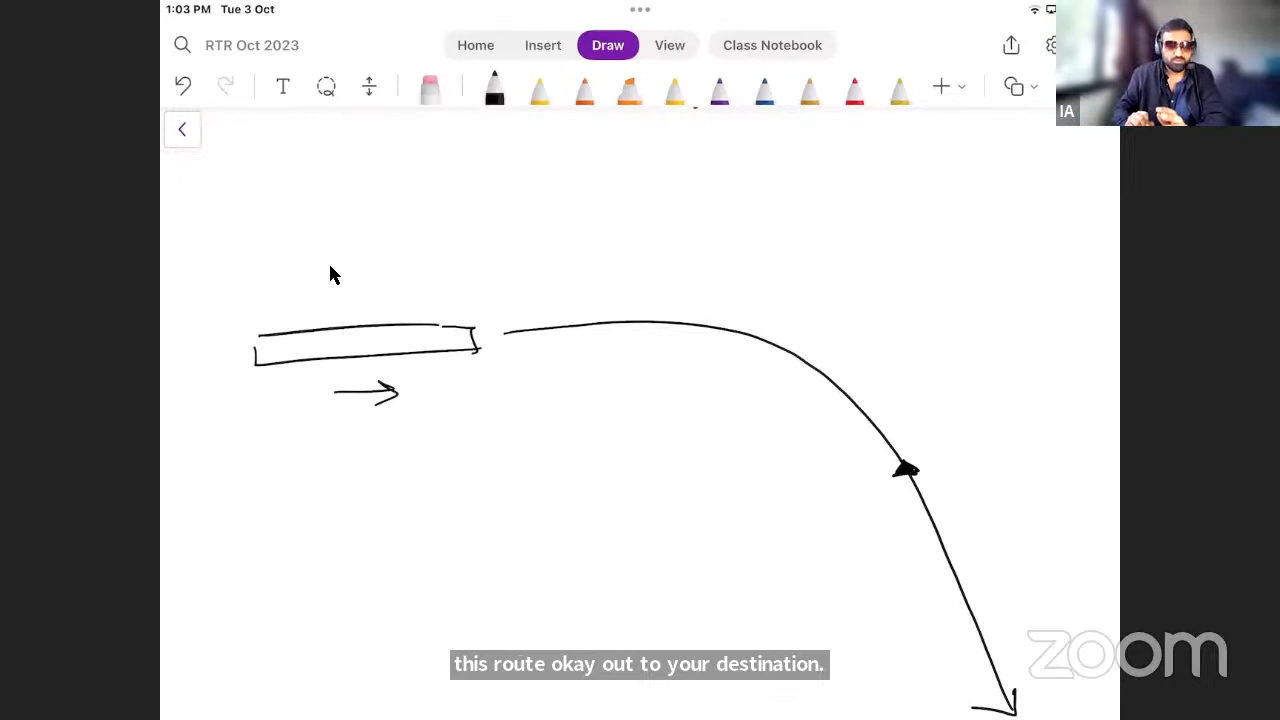 1:03 PM Tue 3 Oct
RTR Oct 2023
Home Insert Draw View Class Notebook
T
IA
this route okay out to your destination.
zoom